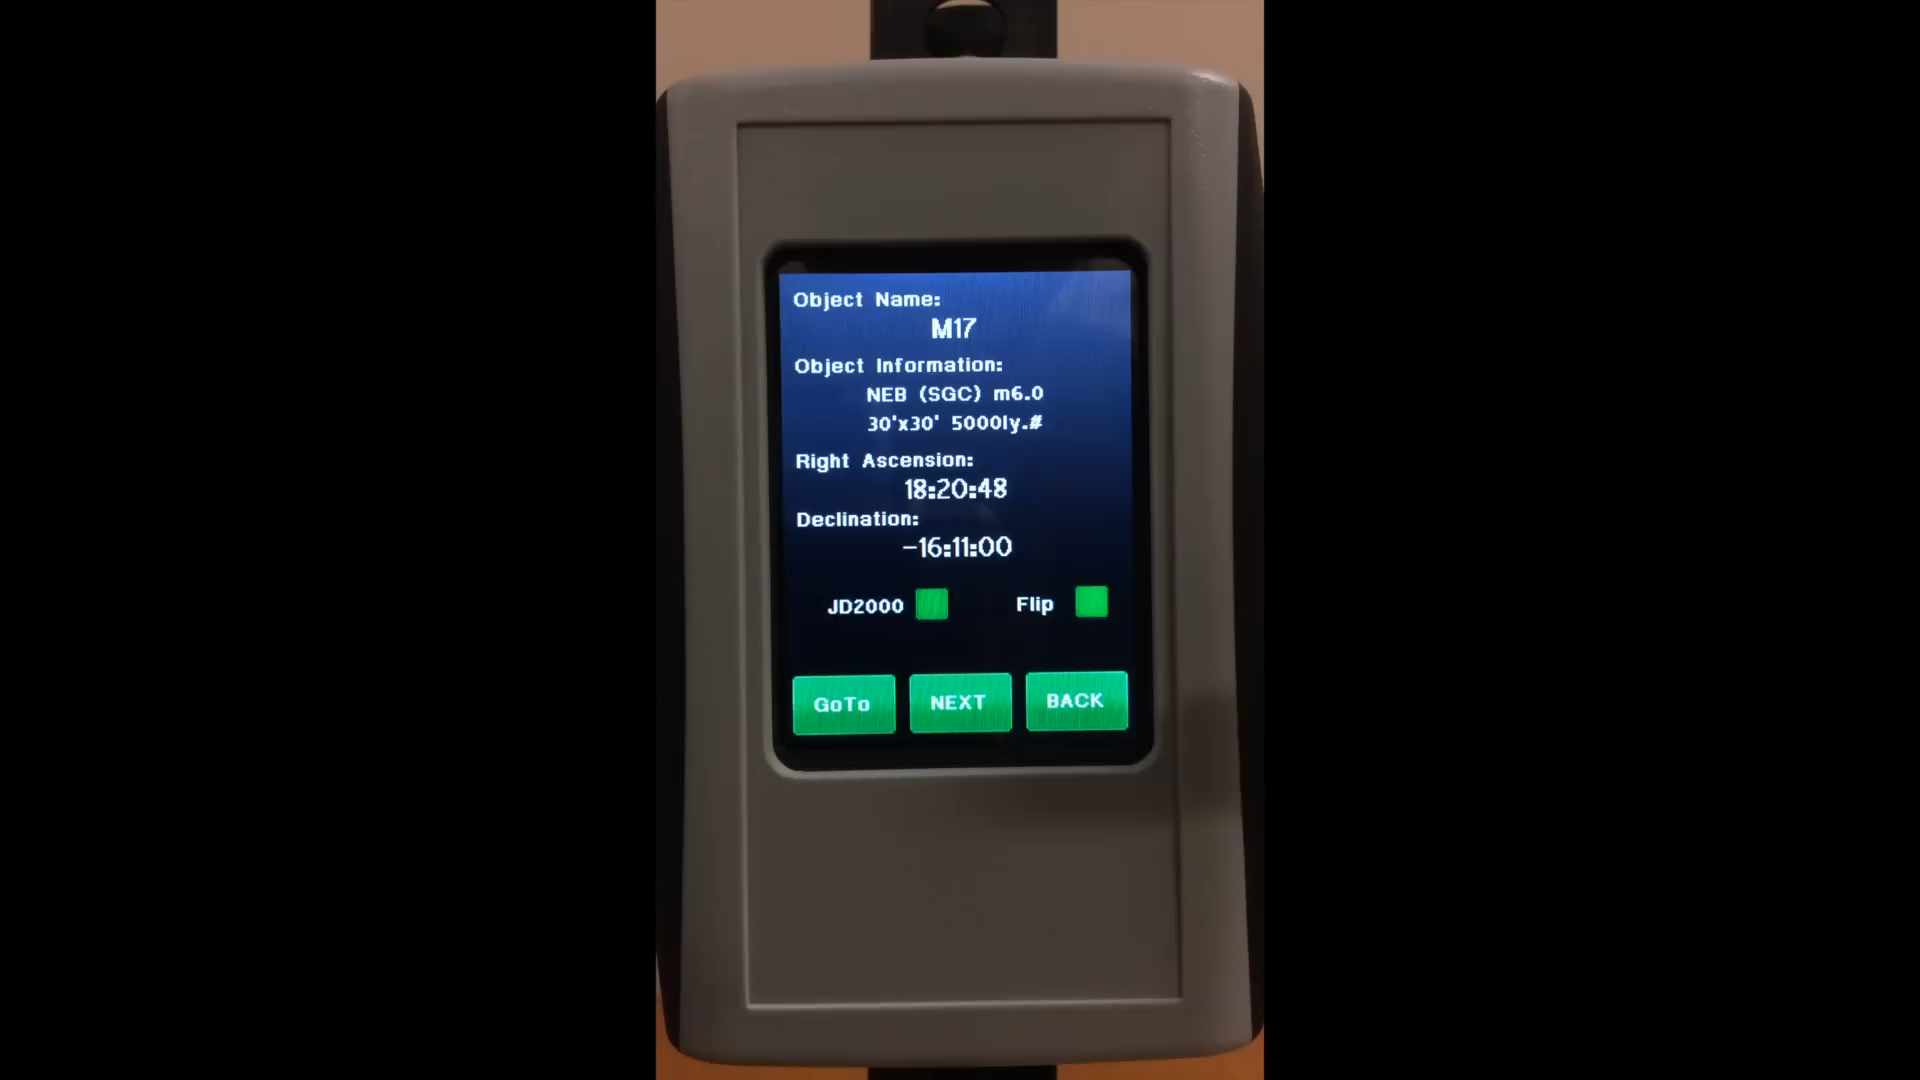 Object Name:
M17
Object Information:
NEB (SGC) m6.0
30'x30' 5000ly.#
Right Ascension:
18:20:48
Declination:
-16:11:00
JD2000 Flip
GoTo NEXT BACK